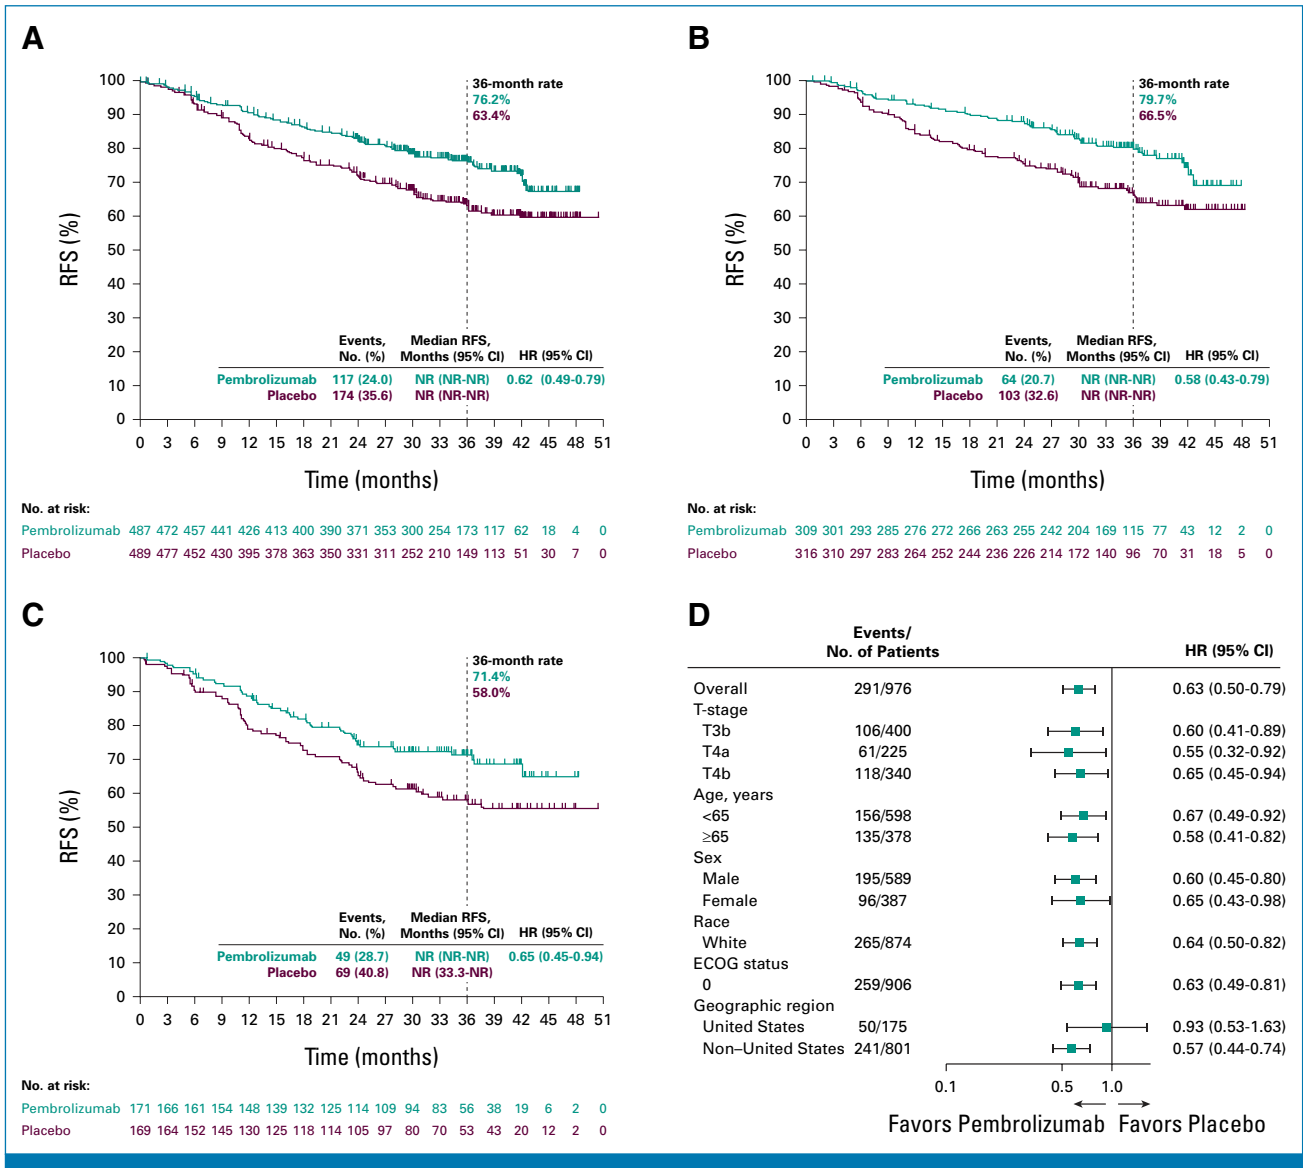 A
100
90
80
70
60
50
40
30
20
10
0
RFS (%)
36-month rate
76.2%
63.4%
Events, No. (%) Median RFS, Months (95% CI) HR (95% CI)
Pembrolizumab 117 (24.0) NR (NR-NR) 0.62 (0.49-0.79)
Placebo 174 (35.6) NR (NR-NR)
0 3 6 9 12 15 18 21 24 27 30 33 36 39 42 45 48 51
Time (months)
No. at risk:
Pembrolizumab 487 472 457 441 426 413 400 390 371 353 300 254 173 117 62 18 4 0
Placebo 489 477 452 430 395 378 363 350 331 311 252 210 149 113 51 30 7 0
B
100
90
80
70
60
50
40
30
20
10
0
RFS (%)
36-month rate
79.7%
66.5%
Events, No. (%) Median RFS, Months (95% CI) HR (95% CI)
Pembrolizumab 64 (20.7) NR (NR-NR) 0.58 (0.43-0.79)
Placebo 103 (32.6) NR (NR-NR)
0 3 6 9 12 15 18 21 24 27 30 33 36 39 42 45 48 51
Time (months)
No. at risk:
Pembrolizumab 309 301 293 285 276 272 266 263 255 242 204 169 115 77 43 12 2 0
Placebo 316 310 297 283 264 252 244 236 226 214 172 140 96 70 31 18 5 0
C
100
90
80
70
60
50
40
30
20
10
0
RFS (%)
36-month rate
71.4%
58.0%
Events, No. (%) Median RFS, Months (95% CI) HR (95% CI)
Pembrolizumab 49 (28.7) NR (NR-NR) 0.65 (0.45-0.94)
Placebo 69 (40.8) NR (33.3-NR)
0 3 6 9 12 15 18 21 24 27 30 33 36 39 42 45 48 51
Time (months)
No. at risk:
Pembrolizumab 171 166 161 154 148 139 132 125 114 109 94 83 56 38 19 6 2 0
Placebo 169 164 152 145 130 125 118 114 105 97 80 70 53 43 20 12 2 0
D
Events/
No. of Patients HR (95% CI)
Overall 291/976 0.63 (0.50-0.79)
T-stage
T3b 106/400 0.60 (0.41-0.89)
T4a 61/225 0.55 (0.32-0.92)
T4b 118/340 0.65 (0.45-0.94)
Age, years
<65 156/598 0.67 (0.49-0.92)
≥65 135/378 0.58 (0.41-0.82)
Sex
Male 195/589 0.60 (0.45-0.80)
Female 96/387 0.65 (0.43-0.98)
Race
White 265/874 0.64 (0.50-0.82)
ECOG status
0 259/906 0.63 (0.49-0.81)
Geographic region
United States 50/175 0.93 (0.53-1.63)
Non–United States 241/801 0.57 (0.44-0.74)
0.1 0.5 1.0
Favors Pembrolizumab Favors Placebo